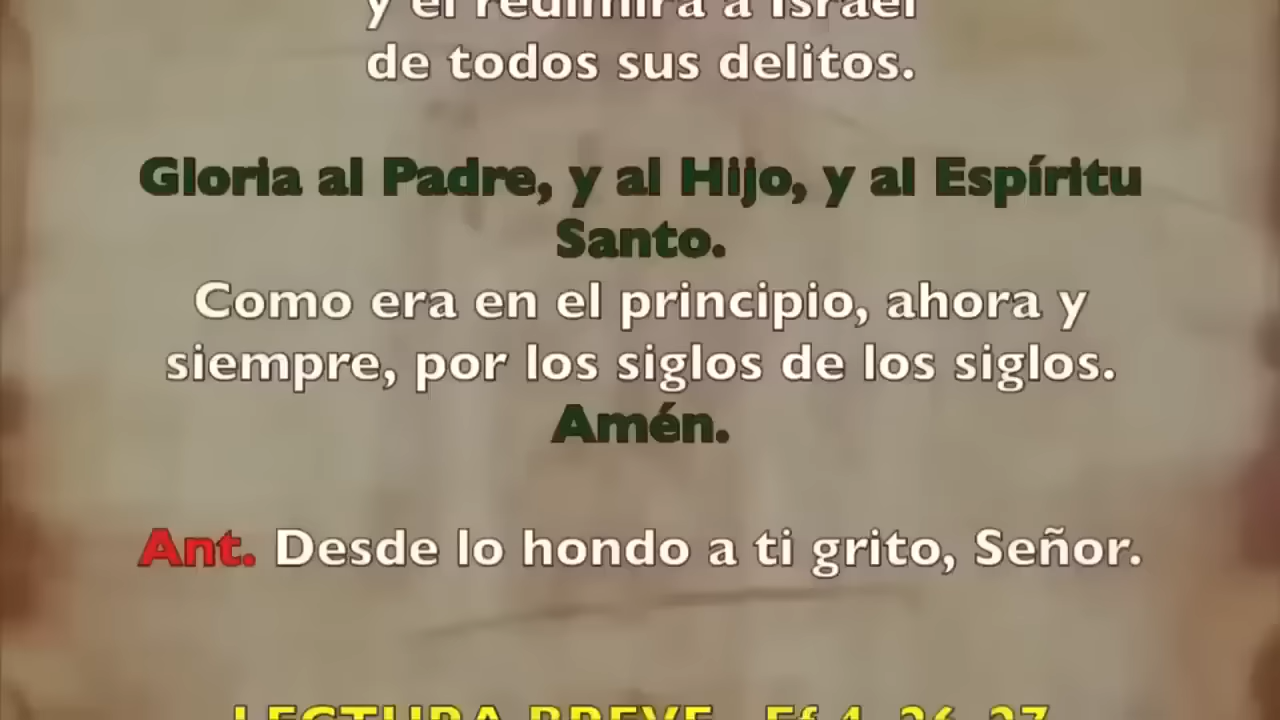 y él redimirá a Israel
de todos sus delitos.
Gloria al Padre, y al Hijo, y al Espíritu
Santo.
Como era en el principio, ahora y
siempre, por los siglos de los siglos.
Amén.
Ant. Desde lo hondo a ti grito, Señor.
LECTURA BREVE Ef 4, 26-27